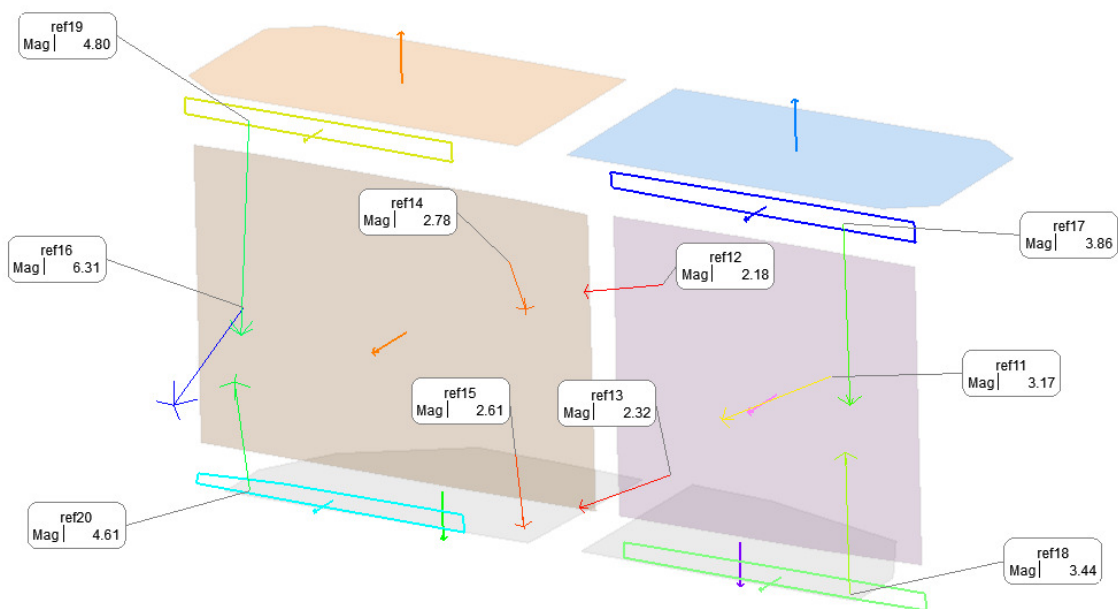 ref19
Mag 4.80
ref14
Mag 2.78
ref17
Mag 3.86
ref16
Mag 6.31
ref12
Mag 2.18
ref11
Mag 3.17
ref15
Mag 2.61
ref13
Mag 2.32
ref20
Mag 4.61
ref18
Mag 3.44